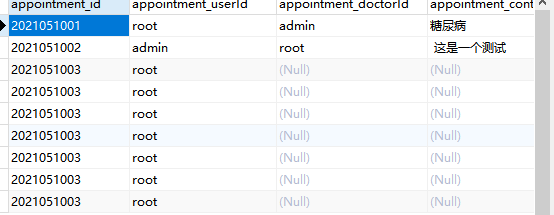 appointment_id appointment_userId appointment_doctorId appointment_cont
2021051001 root admin 糖尿病
2021051002 admin root 这是一个测试
2021051003 root (Null) (Null)
2021051003 root (Null) (Null)
2021051003 root (Null) (Null)
2021051003 root (Null) (Null)
2021051003 root (Null) (Null)
2021051003 root (Null) (Null)
2021051003 root (Null) (Null)